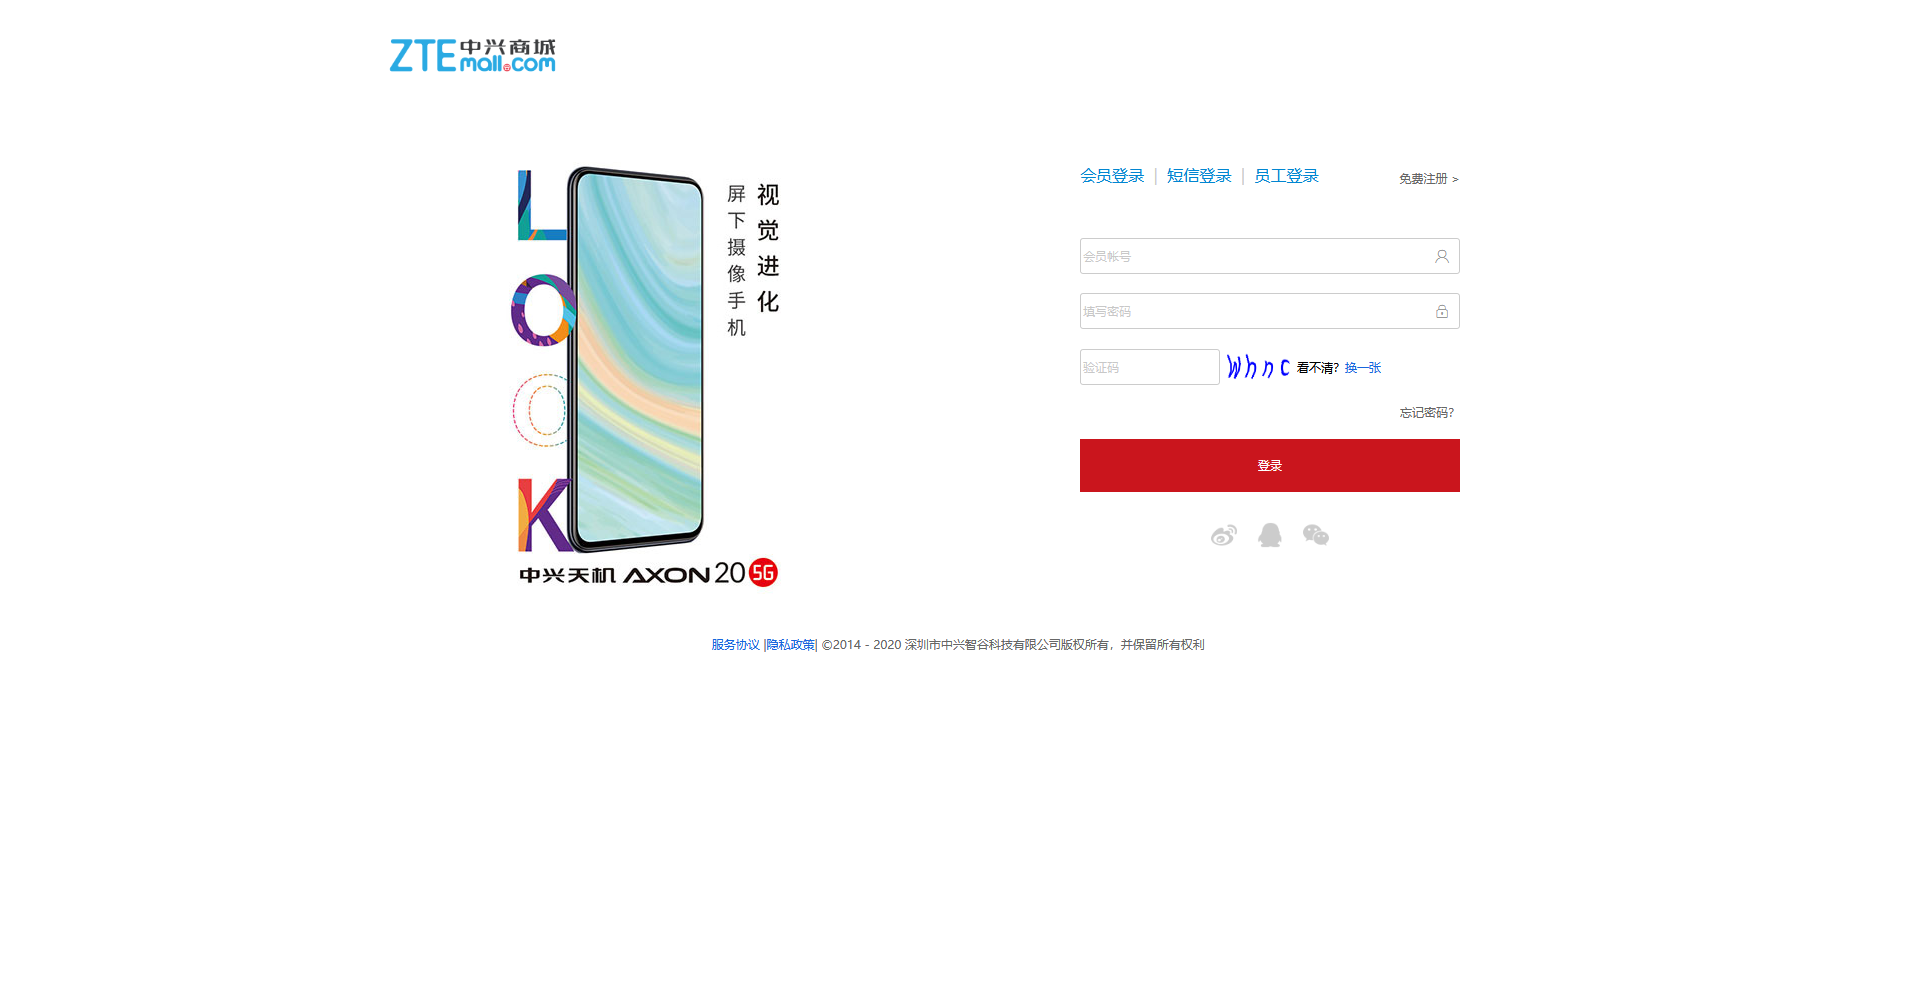 ZTE中兴商城
mall.com
LOOK
视觉进化
屏下摄像手机
中兴天机 AXON 20 5G
会员登录 | 短信登录 | 员工登录
免费注册 >
会员帐号
填写密码
验证码 Whnc 看不清? 换一张
忘记密码?
登录
服务协议 |隐私政策| ©2014 - 2020 深圳市中兴智谷科技有限公司版权所有，并保留所有权利